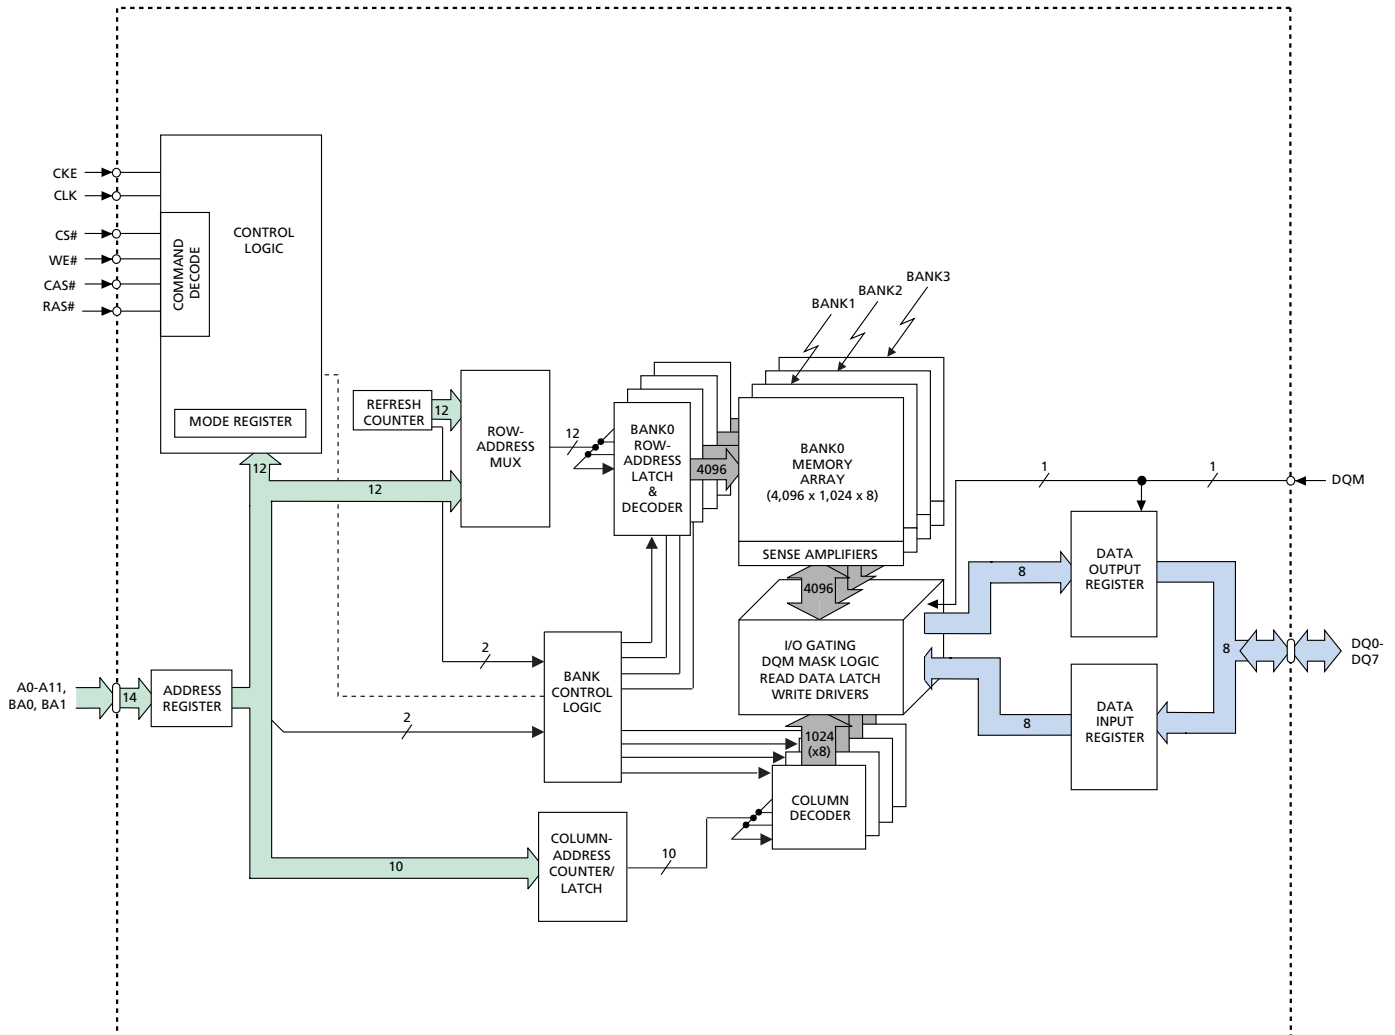 CKE
CLK
CS#
WE#
CAS#
RAS#
CONTROL
LOGIC
COMMAND
DECODE
MODE REGISTER
12
REFRESH
COUNTER
12
12
ROW-
ADDRESS
MUX
12
BANK0
ROW-
ADDRESS
LATCH
&
DECODER
4096
BANK1
BANK2
BANK3
BANK0
MEMORY
ARRAY
(4,096 x 1,024 x 8)
SENSE AMPLIFIERS
4096
I/O GATING
DQM MASK LOGIC
READ DATA LATCH
WRITE DRIVERS
1024
(x8)
COLUMN
DECODER
2
2
BANK
CONTROL
LOGIC
A0-A11,
BA0, BA1
14
ADDRESS
REGISTER
10
COLUMN-
ADDRESS
COUNTER/
LATCH
10
1
1
DQM
8
DATA
OUTPUT
REGISTER
8
DQ0-
DQ7
8
DATA
INPUT
REGISTER